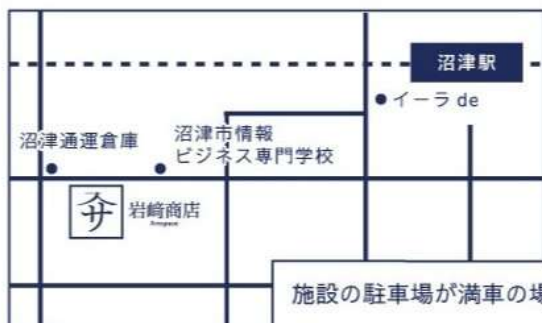 沼津駅
イーラ de
沼津通運倉庫
沼津市情報
ビジネス専門学校
サ
岩﨑商店
施設の駐車場が満車の場